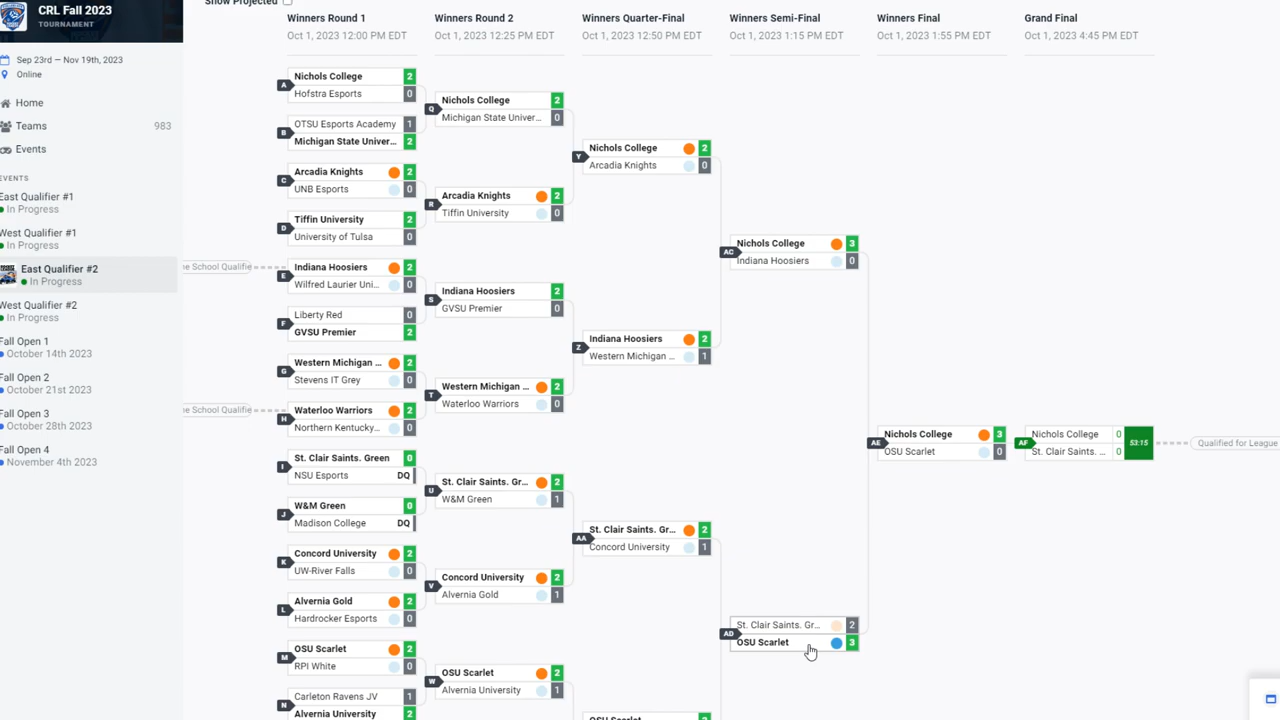 CRL Fall 2023
TOURNAMENT
Sep 23rd — Nov 19th, 2023
Online
Home
Teams 983
Events
EVENTS
East Qualifier #1
In Progress
West Qualifier #1
In Progress
East Qualifier #2
In Progress
West Qualifier #2
In Progress
Fall Open 1
October 14th 2023
Fall Open 2
October 21st 2023
Fall Open 3
October 28th 2023
Fall Open 4
November 4th 2023
Show Projected
Winners Round 1
Oct 1, 2023 12:00 PM EDT
A
Nichols College 2
Hofstra Esports 0
B
OTSU Esports Academy 1
Michigan State Univer... 2
C
Arcadia Knights 2
UNB Esports 0
D
Tiffin University 2
University of Tulsa 0
ne School Qualifie
E
Indiana Hoosiers 2
Wilfred Laurier Uni... 0
F
Liberty Red 0
GVSU Premier 2
G
Western Michigan ... 2
Stevens IT Grey 0
ne School Qualifie
H
Waterloo Warriors 2
Northern Kentucky... 0
I
St. Clair Saints. Green 0
NSU Esports DQ
J
W&M Green 0
Madison College DQ
K
Concord University 2
UW-River Falls 0
L
Alvernia Gold 2
Hardrocker Esports 0
M
OSU Scarlet 2
RPI White 0
N
Carleton Ravens JV 1
Alvernia University 2
Winners Round 2
Oct 1, 2023 12:25 PM EDT
Q
Nichols College 2
Michigan State Univer... 0
R
Arcadia Knights 2
Tiffin University 0
S
Indiana Hoosiers 2
GVSU Premier 0
T
Western Michigan ... 2
Waterloo Warriors 0
U
St. Clair Saints. Gr... 2
W&M Green 1
V
Concord University 2
Alvernia Gold 1
W
OSU Scarlet 2
Alvernia University 1
Winners Quarter-Final
Oct 1, 2023 12:50 PM EDT
Y
Nichols College 2
Arcadia Knights 0
Z
Indiana Hoosiers 2
Western Michigan ... 1
AA
St. Clair Saints. Gr... 2
Concord University 1
OSU Scarlet
Winners Semi-Final
Oct 1, 2023 1:15 PM EDT
AC
Nichols College 3
Indiana Hoosiers 0
AD
St. Clair Saints. Gr... 2
OSU Scarlet 3
Winners Final
Oct 1, 2023 1:55 PM EDT
AE
Nichols College 3
OSU Scarlet 0
Grand Final
Oct 1, 2023 4:45 PM EDT
AF
Nichols College 0
St. Clair Saints. ... 0
53:15
Qualified for League